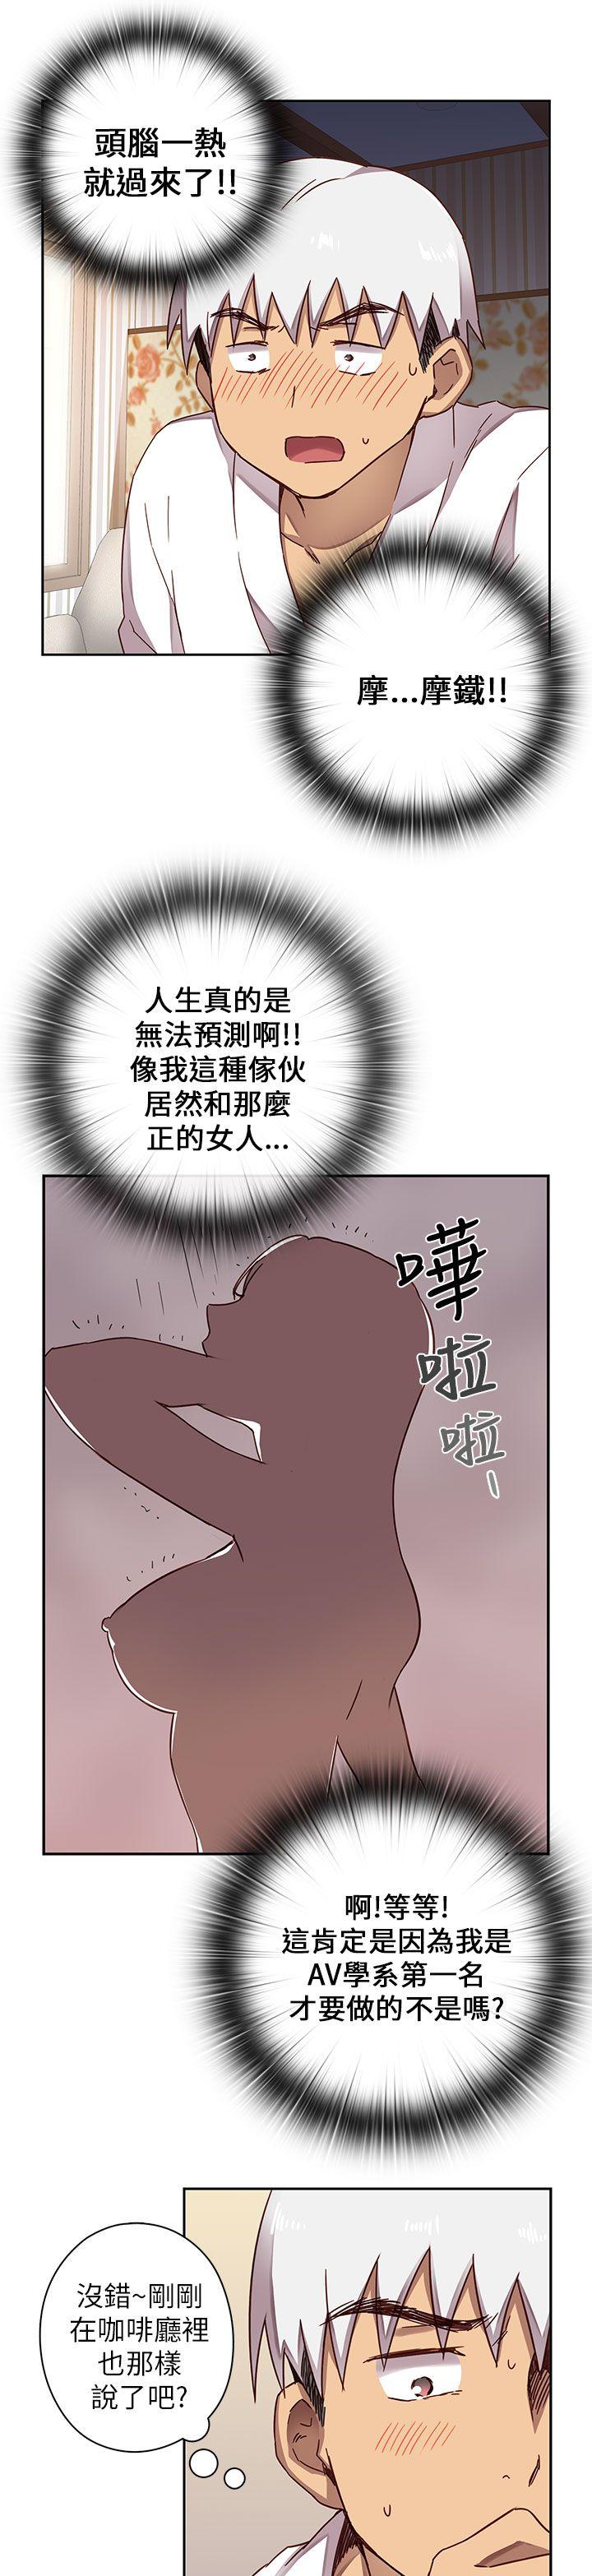 頭腦一熱
就過來了!!
摩...摩鐵!!
人生真的是
無法預測啊!!
像我這種傢伙
居然和那麼
正的女人...
嘩
啦
啦
啊!等等!
這肯定是因為我是
AV學系第一名
才要做的不是嗎?
沒錯~剛剛
在咖啡廳裡
也那樣
說了吧?